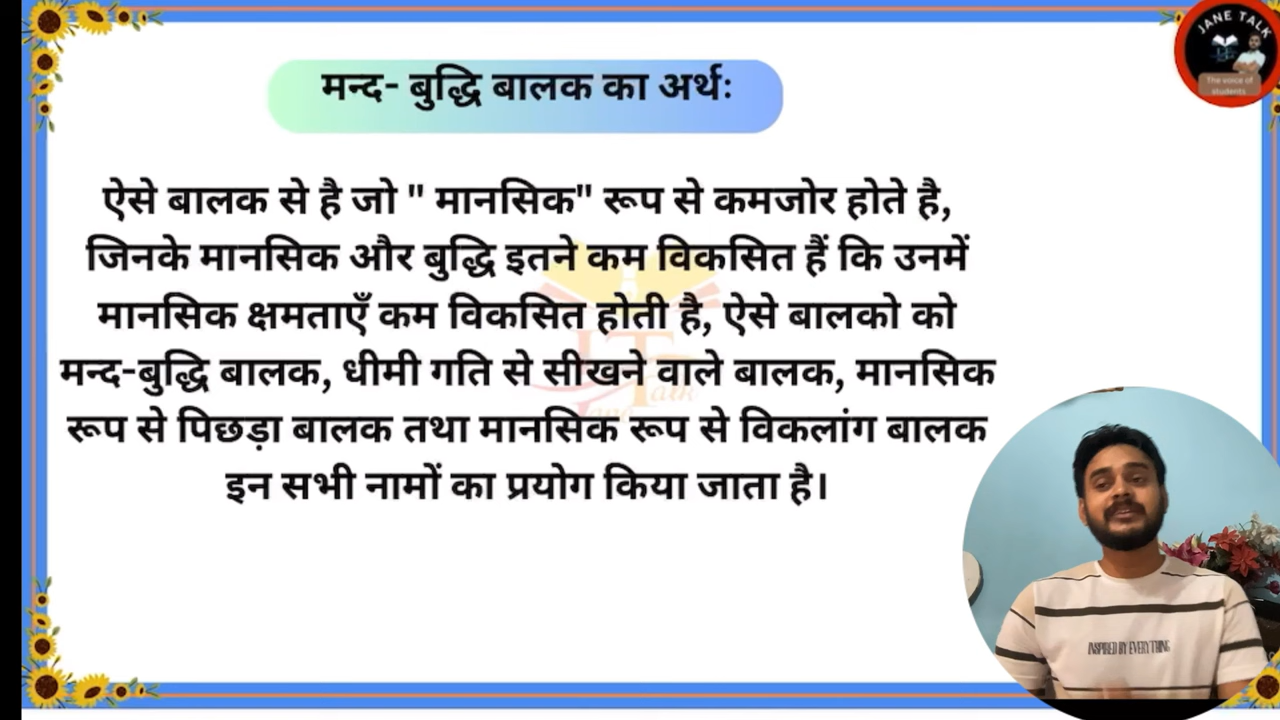 मन्द- बुद्धि बालक का अर्थः
ऐसे बालक से है जो " मानसिक" रूप से कमजोर होते है,
जिनके मानसिक और बुद्धि इतने कम विकसित हैं कि उनमें
मानसिक क्षमताएँ कम विकसित होती है, ऐसे बालको को
मन्द-बुद्धि बालक, धीमी गति से सीखने वाले बालक, मानसिक
रूप से पिछड़ा बालक तथा मानसिक रूप से विकलांग बालक
इन सभी नामों का प्रयोग किया जाता है।
JANE TALK
The voice of
students
INSPIRED BY EVERYTHING